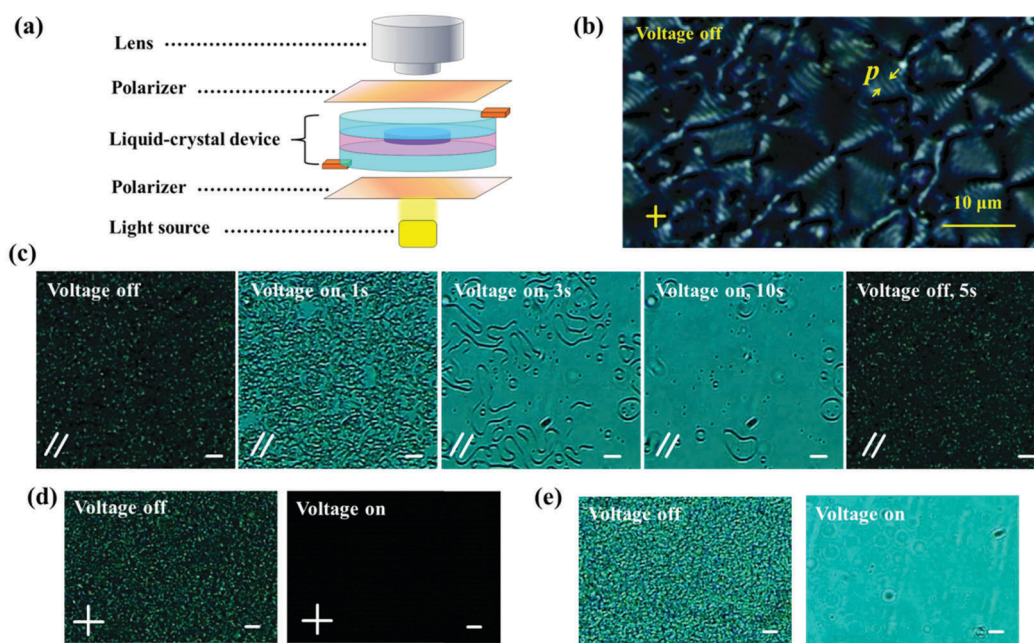 (a)
Lens
Polarizer
Liquid-crystal device
Polarizer
Light source
(b)
Voltage off
p
10 μm
(c)
Voltage off
Voltage on, 1s
Voltage on, 3s
Voltage on, 10s
Voltage off, 5s
(d)
Voltage off
Voltage on
(e)
Voltage off
Voltage on